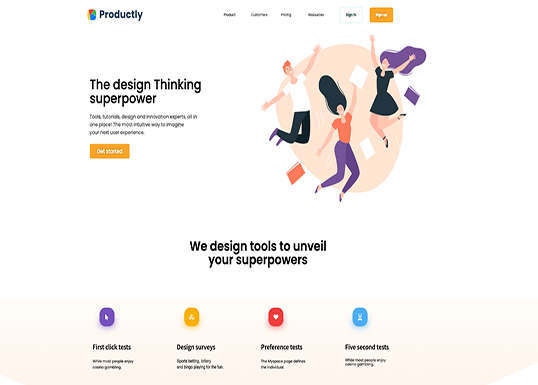 Productly
Product Customers Pricing Resources Sign In Sign up
The design Thinking
superpower
Tools, tutorials, design and innovation experts, all in
one place! The most intuitive way to imagine
your next user experience.
Get started
We design tools to unveil
your superpowers
First click tests
While most people enjoy
casino gambling.
Design surveys
Sports betting, lottery
and bingo playing for the fun.
Preference tests
The Myspace page defines
the individual.
Five second tests
While most people enjoy
casino gambling.